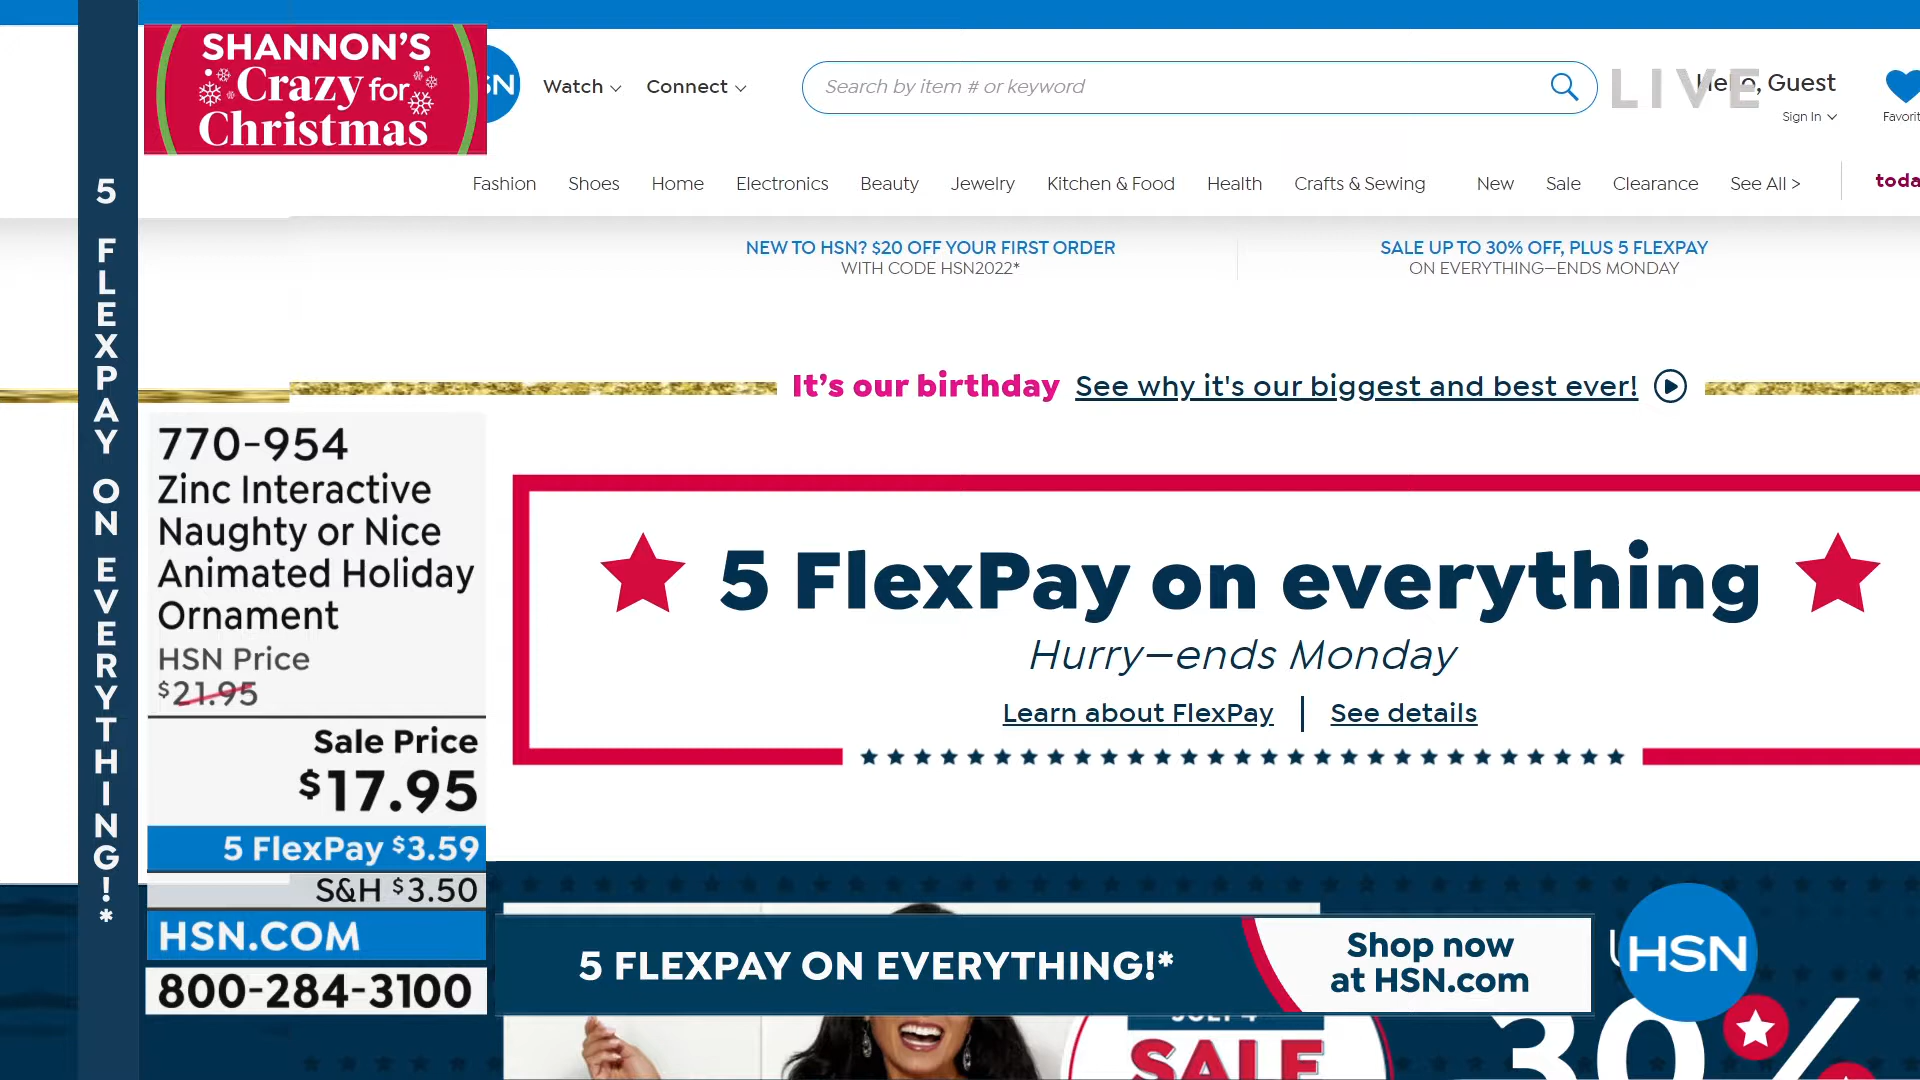 SHANNON'S
Crazy for
Christmas
Watch
Connect
Search by item # or keyword
LIVE
Hello, Guest
Sign In
Fashion
Shoes
Home
Electronics
Beauty
Jewelry
Kitchen & Food
Health
Crafts & Sewing
New
Sale
Clearance
See All >
NEW TO HSN? $20 OFF YOUR FIRST ORDER
WITH CODE HSN2022*
SALE UP TO 30% OFF, PLUS 5 FLEXPAY
ON EVERYTHING—ENDS MONDAY
It's our birthday See why it's our biggest and best ever!
5 FLEXPAY ON EVERYTHING!*
770-954
Zinc Interactive
Naughty or Nice
Animated Holiday
Ornament
HSN Price
$21.95
Sale Price
$17.95
5 FlexPay $3.59
S&H $3.50
HSN.COM
800-284-3100
5 FlexPay on everything
Hurry—ends Monday
Learn about FlexPay | See details
5 FLEXPAY ON EVERYTHING!*
Shop now
at HSN.com
HSN
JULY 4
SALE
30%